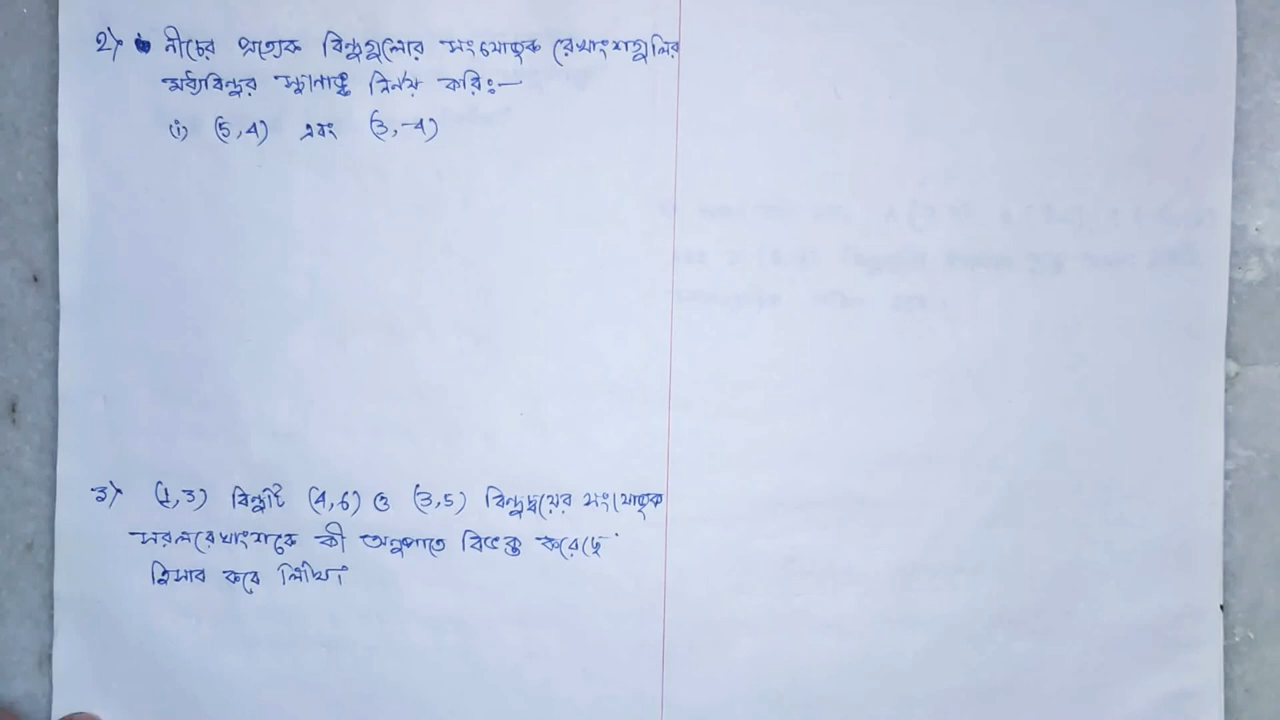 2) নীচের প্রত্যেক বিন্দুগুলোর সংযোজক রেখাংশগুলির
মধ্যবিন্দুর স্থানাঙ্ক নির্নয় করি:-
(i) (5,4) এবং (3,-4)
3) (1,3) বিন্দুটি (4,6) ও (3,5) বিন্দুদ্বয়ের সংযোজক
সরলরেখাংশকে কী অনুপাতে বিভক্ত করেছে
হিসাব করে লিখি।